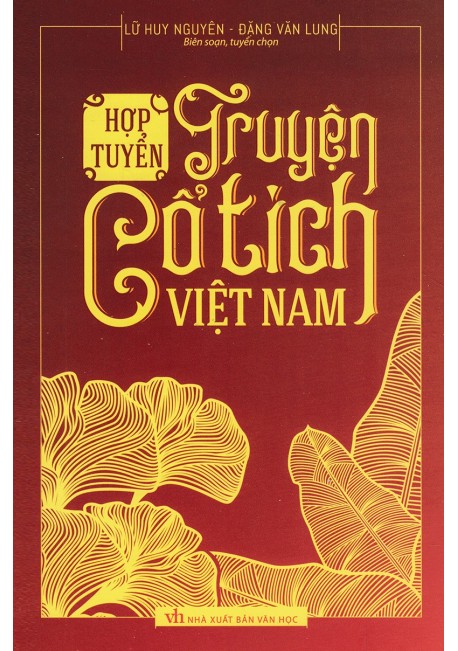 LỮ HUY NGUYÊN - ĐẶNG VĂN LUNG
Biên soạn, tuyển chọn
HỢP
TUYỂN
Truyện
Cổ tích
VIỆT NAM
vh NHÀ XUẤT BẢN VĂN HỌC